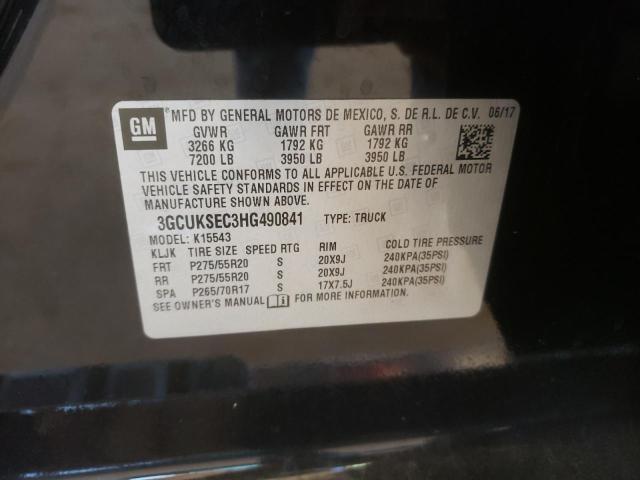 GM ® MFD BY GENERAL MOTORS DE MEXICO, S. DE R.L. DE C.V. 06/17
GVWR GAWR FRT GAWR RR
3266 KG 1792 KG 1792 KG
7200 LB 3950 LB 3950 LB
THIS VEHICLE CONFORMS TO ALL APPLICABLE U.S. FEDERAL MOTOR
VEHICLE SAFETY STANDARDS IN EFFECT ON THE DATE OF
MANUFACTURE SHOWN ABOVE.
3GCUKSEC3HG490841 TYPE: TRUCK
MODEL: K15543
KLJK TIRE SIZE SPEED RTG RIM COLD TIRE PRESSURE
FRT P275/55R20 S 20X9J 240KPA(35PSI)
RR P275/55R20 S 20X9J 240KPA(35PSI)
SPA P265/70R17 S 17X7.5J 240KPA(35PSI)
SEE OWNER'S MANUAL FOR MORE INFORMATION.